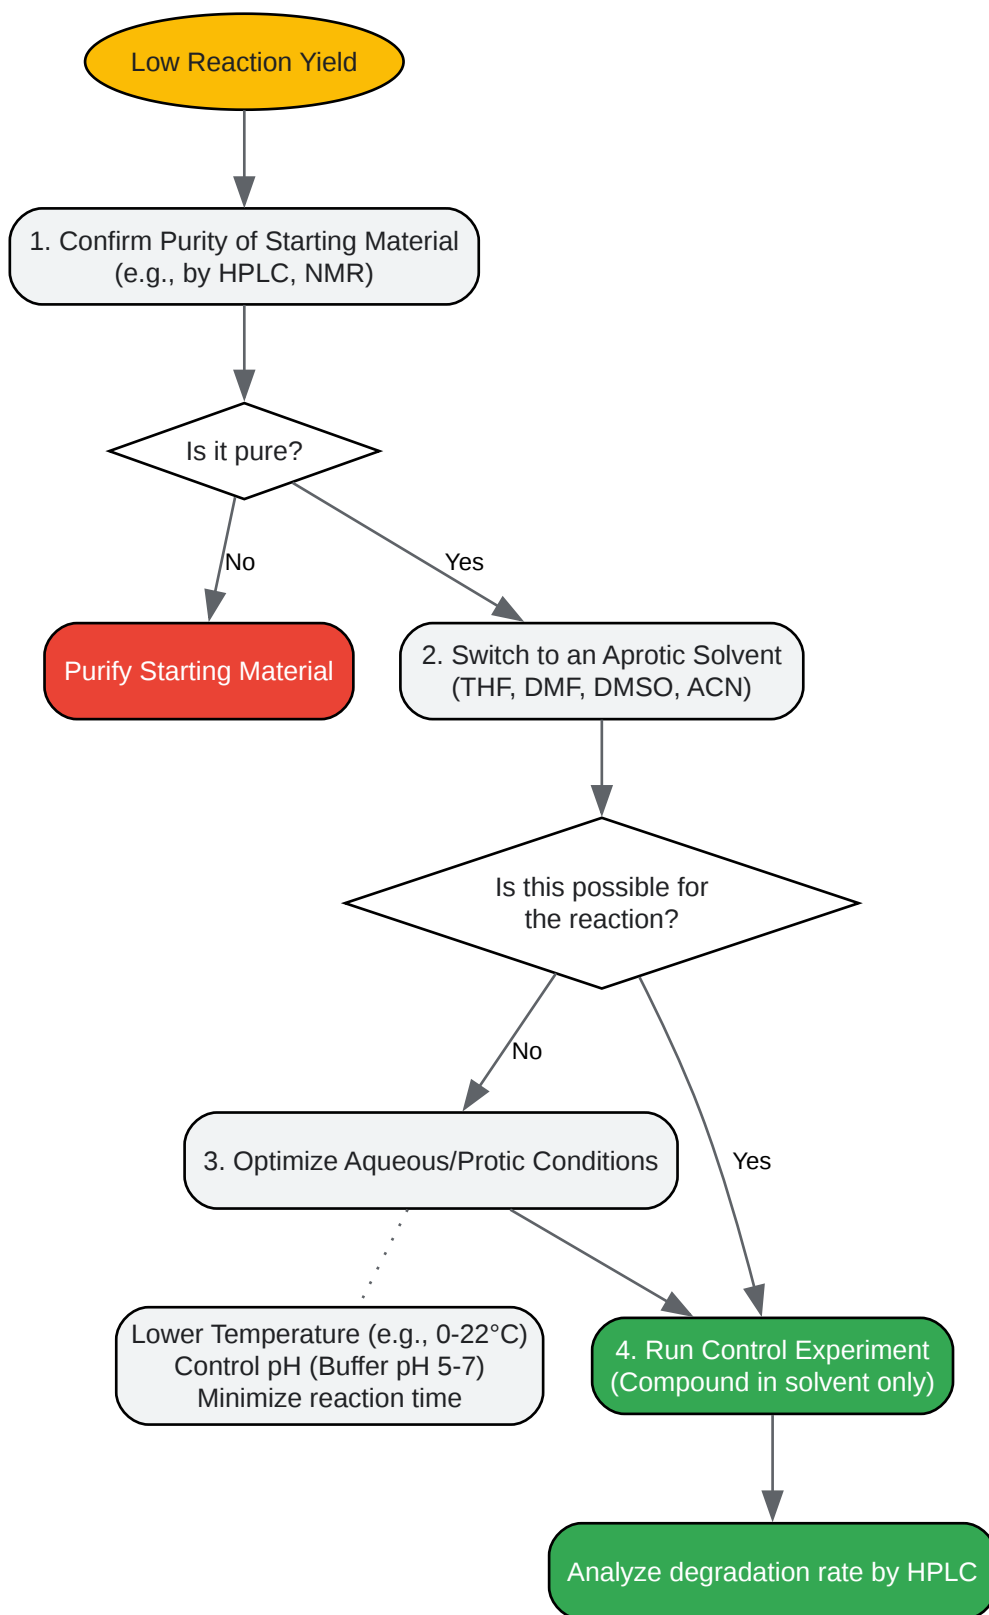 Low Reaction Yield
1. Confirm Purity of Starting Material
(e.g., by HPLC, NMR)
Is it pure?
No
Yes
Purify Starting Material
2. Switch to an Aprotic Solvent
(THF, DMF, DMSO, ACN)
Is this possible for
the reaction?
No
Yes
3. Optimize Aqueous/Protic Conditions
Lower Temperature (e.g., 0-22°C)
Control pH (Buffer pH 5-7)
Minimize reaction time
4. Run Control Experiment
(Compound in solvent only)
Analyze degradation rate by HPLC